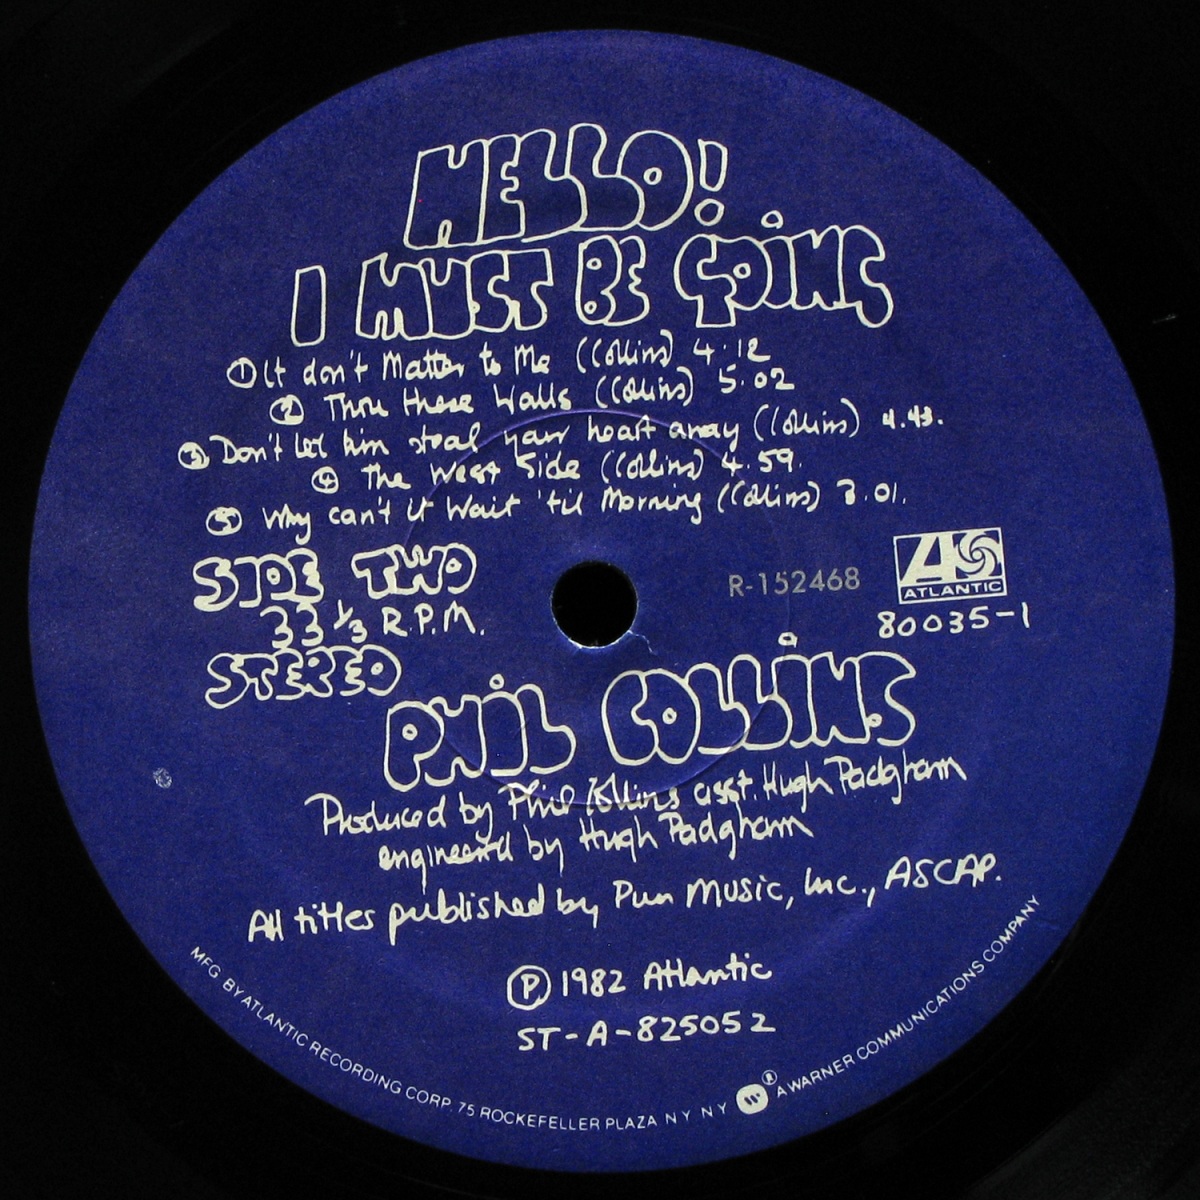 HELLO!
I MUST BE GOING
① It don't Matter to Me (Collins) 4.12
② Thru these Walls (Collins) 5.02
③ Don't let him steal your heart away (Collins) 4.43.
④ The West Side (Collins) 4.59.
⑤ Why can't it Wait 'til Morning (Collins) 3.01.
SIDE TWO
33 1/3 R.P.M.
STEREO
R-152468
ATLANTIC
80035-1
PHIL COLLINS
Produced by Phil Collins asst. Hugh Padgham
engineered by Hugh Padgham
All titles published by Pun Music, Inc., ASCAP.
Ⓟ 1982 Atlantic
ST-A-825052
MFG. BY ATLANTIC RECORDING CORP. 75 ROCKEFELLER PLAZA N Y N Y ® A WARNER COMMUNICATIONS COMPANY